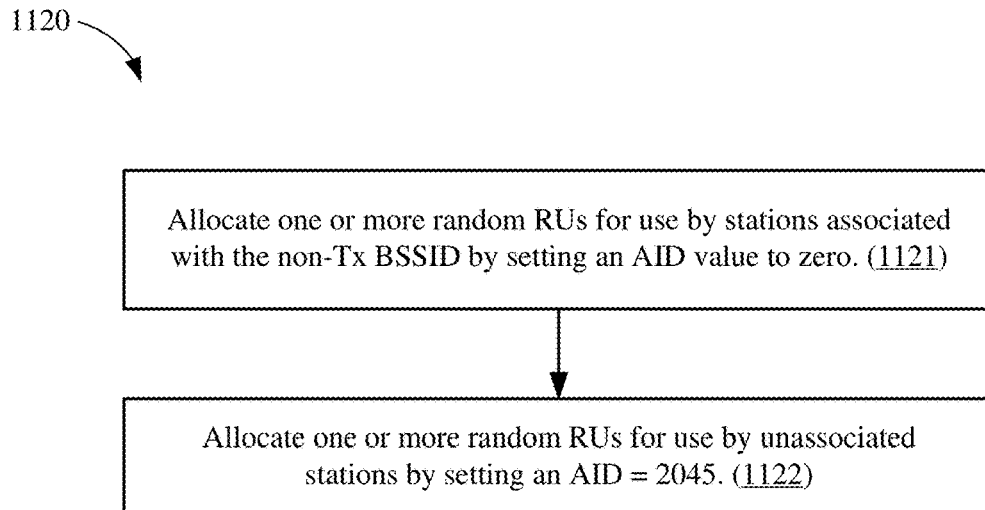 1120
Allocate one or more random RUs for use by stations associated
with the non-Tx BSSID by setting an AID value to zero. (1121)
Allocate one or more random RUs for use by unassociated
stations by setting an AID = 2045. (1122)